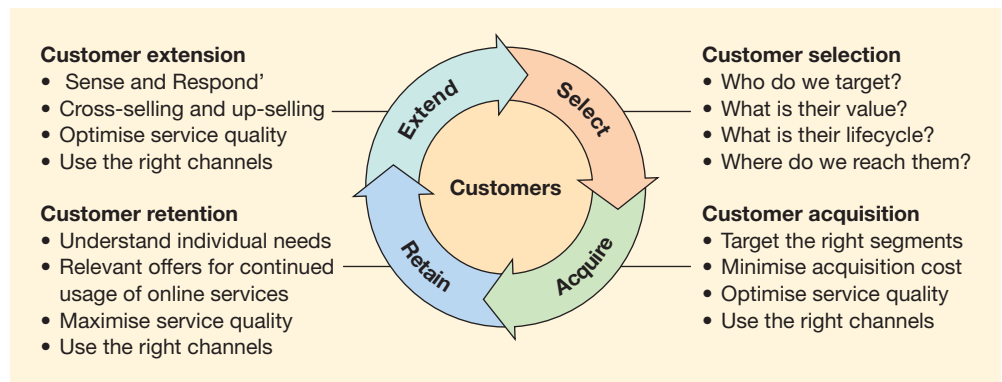 Customer extension
• Sense and Respond’
• Cross-selling and up-selling
• Optimise service quality
• Use the right channels
Customer selection
• Who do we target?
• What is their value?
• What is their lifecycle?
• Where do we reach them?
Extend
Select
Customers
Retain
Acquire
Customer retention
• Understand individual needs
• Relevant offers for continued
usage of online services
• Maximise service quality
• Use the right channels
Customer acquisition
• Target the right segments
• Minimise acquisition cost
• Optimise service quality
• Use the right channels